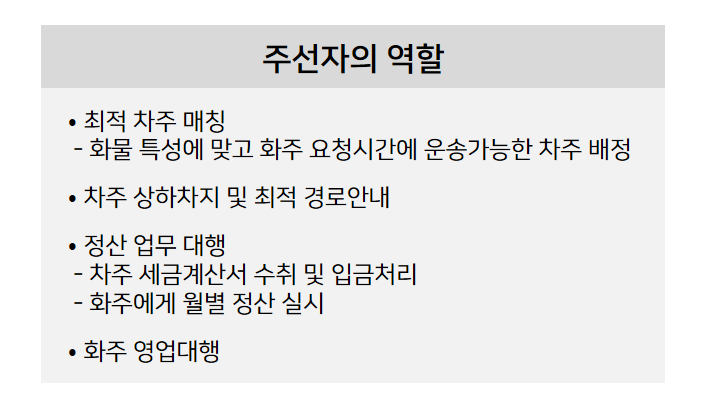 주선자의 역할
• 최적 차주 매칭
- 화물 특성에 맞고 화주 요청시간에 운송가능한 차주 배정
• 차주 상하차지 및 최적 경로안내
• 정산 업무 대행
- 차주 세금계산서 수취 및 입금처리
- 화주에게 월별 정산 실시
• 화주 영업대행